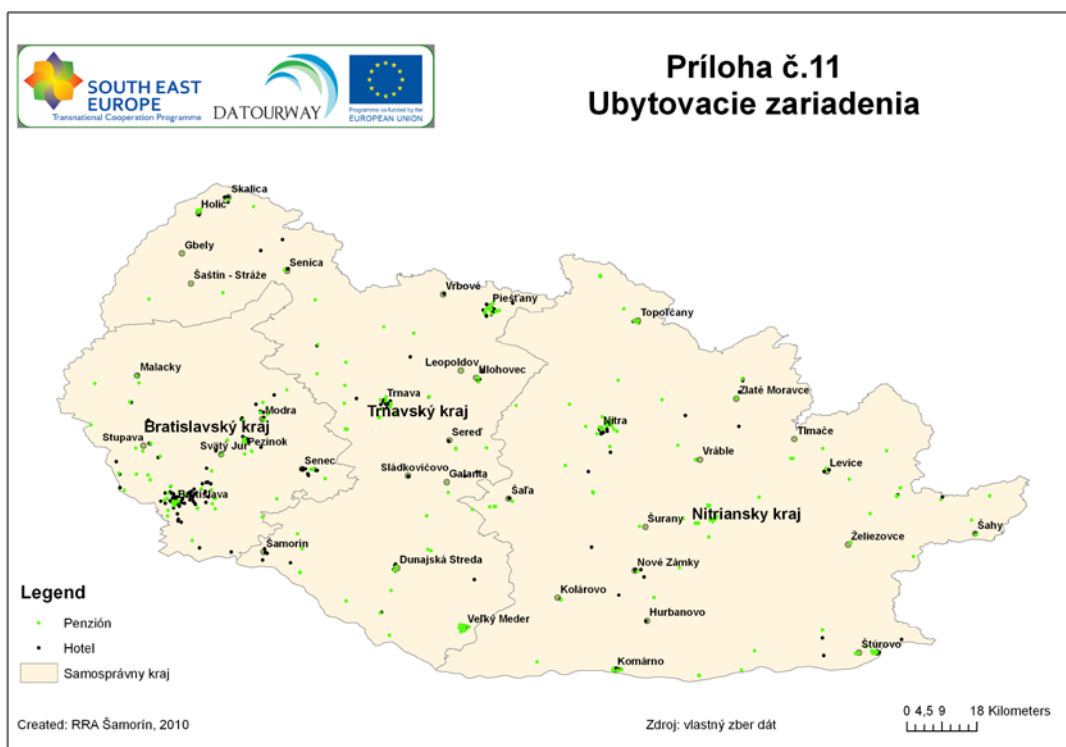 SOUTH EAST
EUROPE
Transnational Cooperation Programme
DATOURWAY
Programme co-funded by the
EUROPEAN UNION
Príloha č.11
Ubytovacie zariadenia
Skalica
Holíč
Gbely
Senica
Šaštín - Stráže
Vrbové
Piešťany
Topoľčany
Malacky
Leopoldov
Hlohovec
Zlaté Moravce
Trnava
Modra
Trnavský kraj
Bratislavský kraj
Nitra
Stupava
Pezinok
Svätý Jur
Sereď
Tlmače
Vráble
Senec
Sládkovičovo
Galanta
Levice
Bratislava
Šaľa
Nitriansky kraj
Šurany
Šahy
Želiezovce
Šamorín
Dunajská Streda
Nové Zámky
Kolárovo
Hurbanovo
Veľký Meder
Štúrovo
Komárno
Legend
Penzión
Hotel
Samosprávny kraj
Created: RRA Šamorín, 2010
Zdroj: vlastný zber dát
0 4,5 9 18 Kilometers